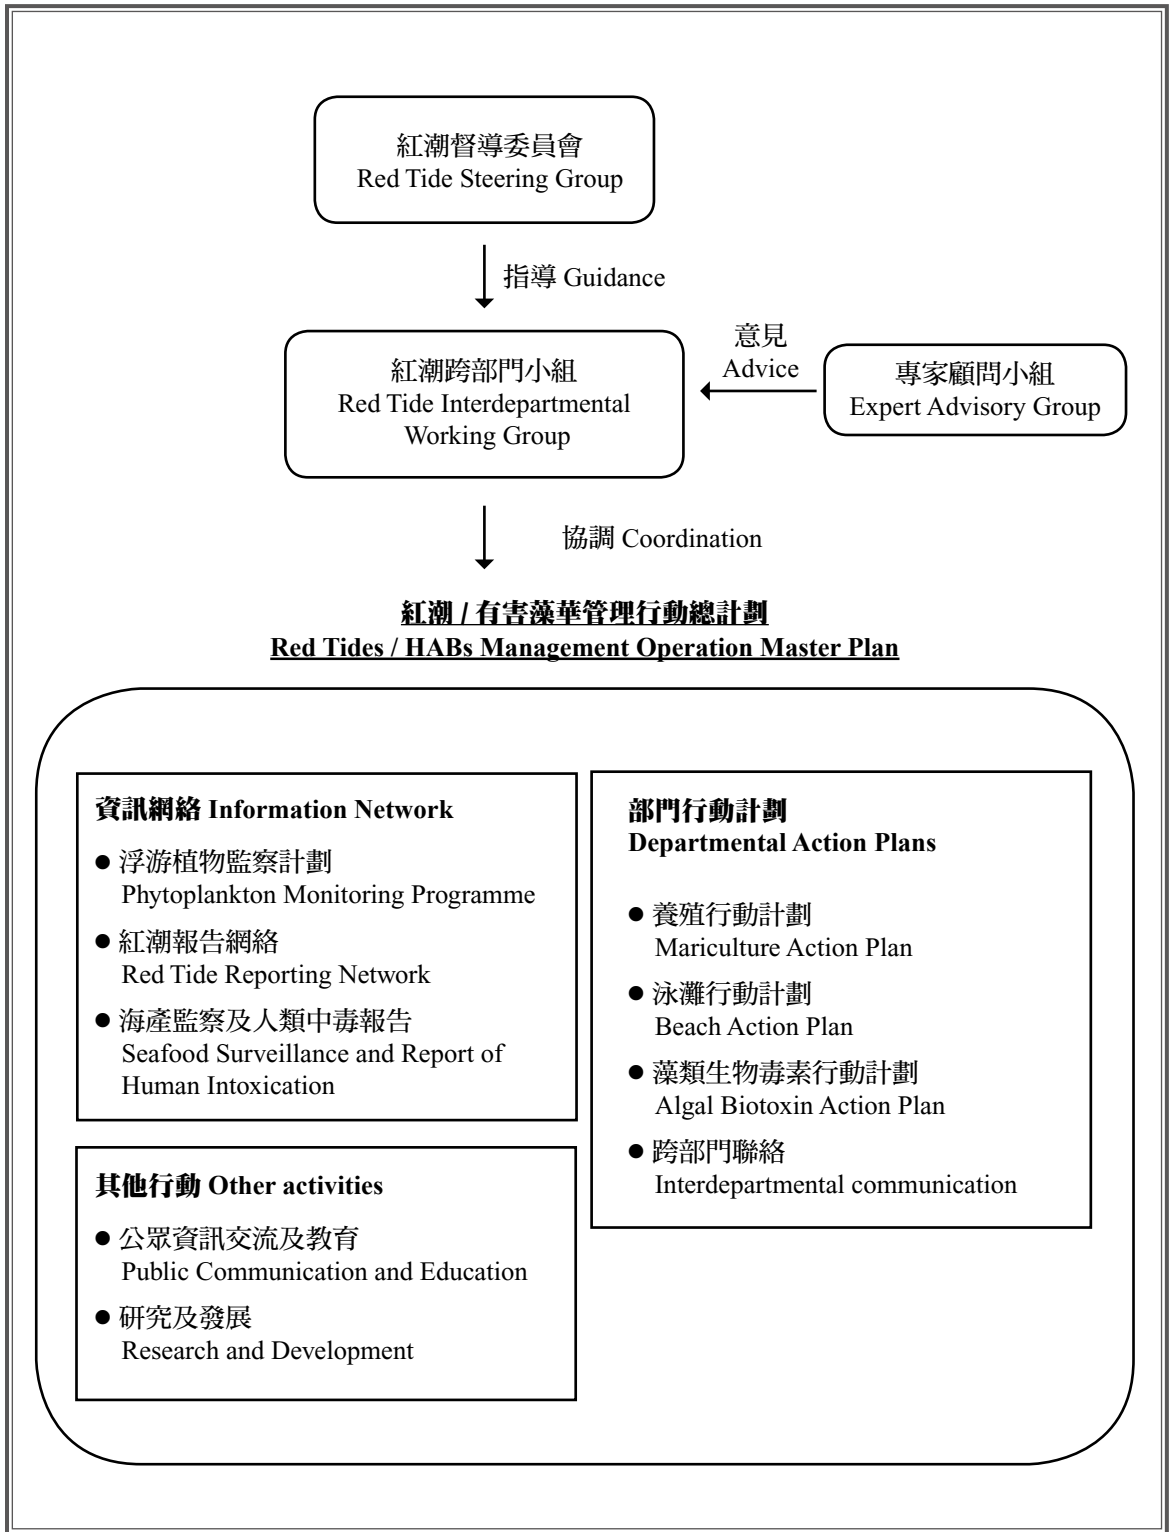 紅潮督導委員會
Red Tide Steering Group
指導 Guidance
紅潮跨部門小組
Red Tide Interdepartmental
Working Group
意見
Advice
專家顧問小組
Expert Advisory Group
協調 Coordination
紅潮 / 有害藻華管理行動總計劃
Red Tides / HABs Management Operation Master Plan
資訊網絡 Information Network
● 浮游植物監察計劃
Phytoplankton Monitoring Programme
● 紅潮報告網絡
Red Tide Reporting Network
● 海產監察及人類中毒報告
Seafood Surveillance and Report of
Human Intoxication
其他行動 Other activities
● 公眾資訊交流及教育
Public Communication and Education
● 研究及發展
Research and Development
部門行動計劃
Departmental Action Plans
● 養殖行動計劃
Mariculture Action Plan
● 泳灘行動計劃
Beach Action Plan
● 藻類生物毒素行動計劃
Algal Biotoxin Action Plan
● 跨部門聯絡
Interdepartmental communication